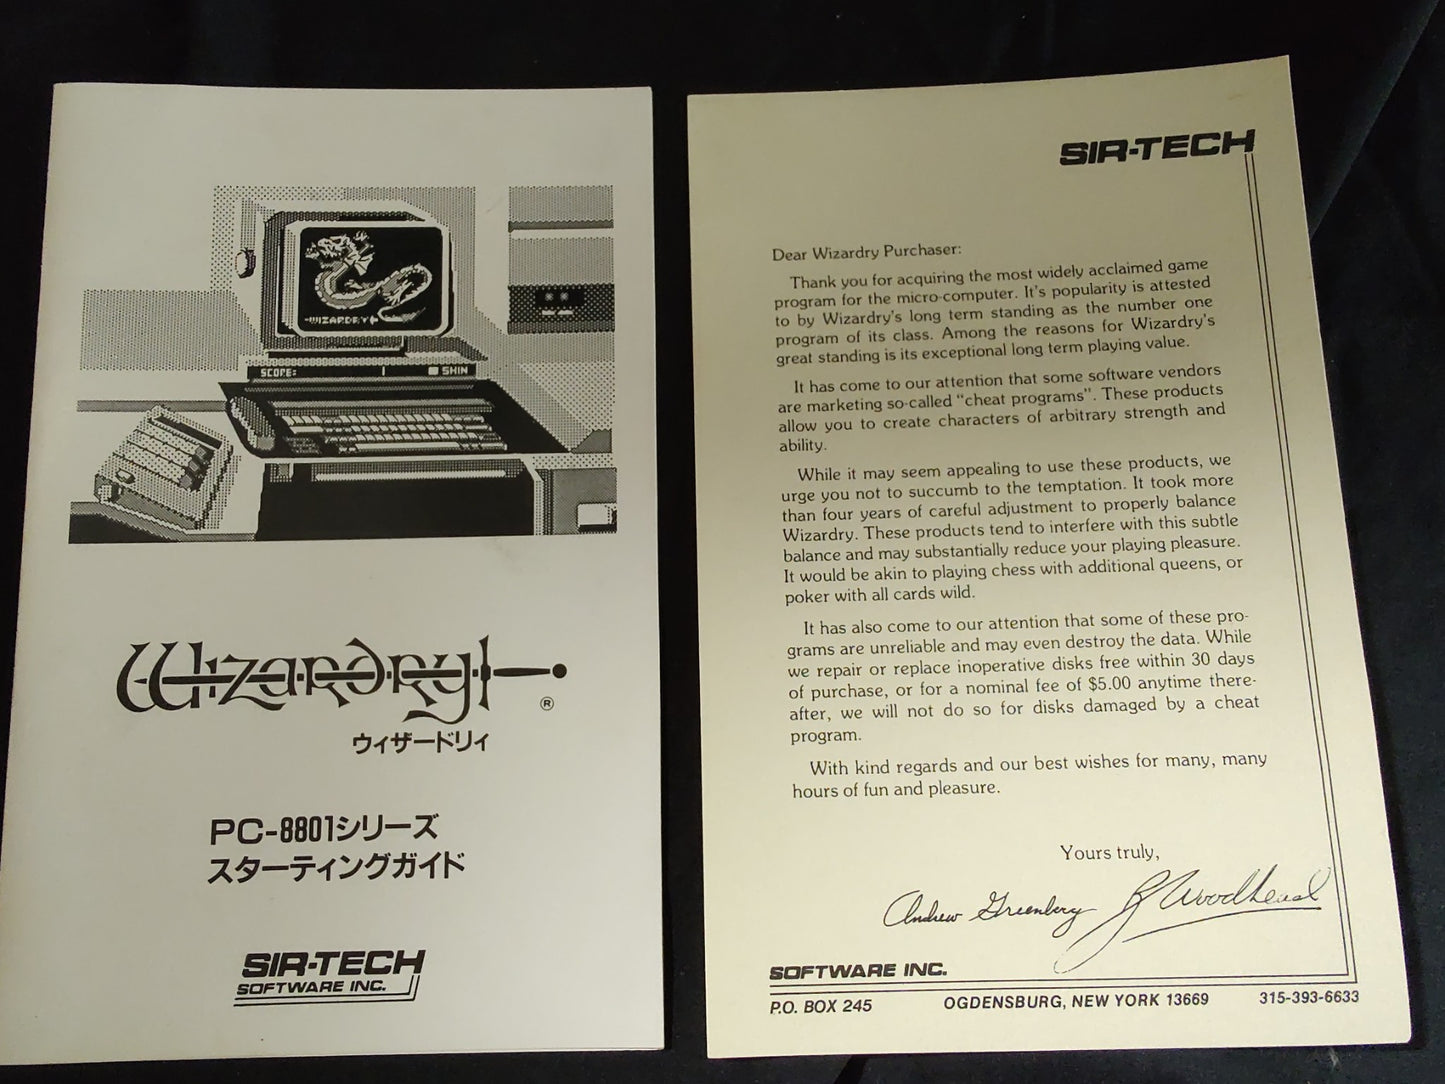 -WIZARDRY-
SCORE:
SHIN
Wizardry
®
ウィザードリィ
PC-8801シリーズ
スターティングガイド
SIR-TECH
SOFTWARE INC.
SIR-TECH
Dear Wizardry Purchaser:
Thank you for acquiring the most widely acclaimed game
program for the micro-computer. It's popularity is attested
to by Wizardry's long term standing as the number one
program of its class. Among the reasons for Wizardry's
great standing is its exceptional long term playing value.
It has come to our attention that some software vendors
are marketing so-called “cheat programs”. These products
allow you to create characters of arbitrary strength and
ability.
While it may seem appealing to use these products, we
urge you not to succumb to the temptation. It took more
than four years of careful adjustment to properly balance
Wizardry. These products tend to interfere with this subtle
balance and may substantially reduce your playing pleasure.
It would be akin to playing chess with additional queens, or
poker with all cards wild.
It has also come to our attention that some of these pro-
grams are unreliable and may even destroy the data. While
we repair or replace inoperative disks free within 30 days
of purchase, or for a nominal fee of $5.00 anytime there-
after, we will not do so for disks damaged by a cheat
program.
With kind regards and our best wishes for many, many
hours of fun and pleasure.
Yours truly,
Andrew Greenberg R Woodhead
SOFTWARE INC.
P.O. BOX 245 OGDENSBURG, NEW YORK 13669 315-393-6633